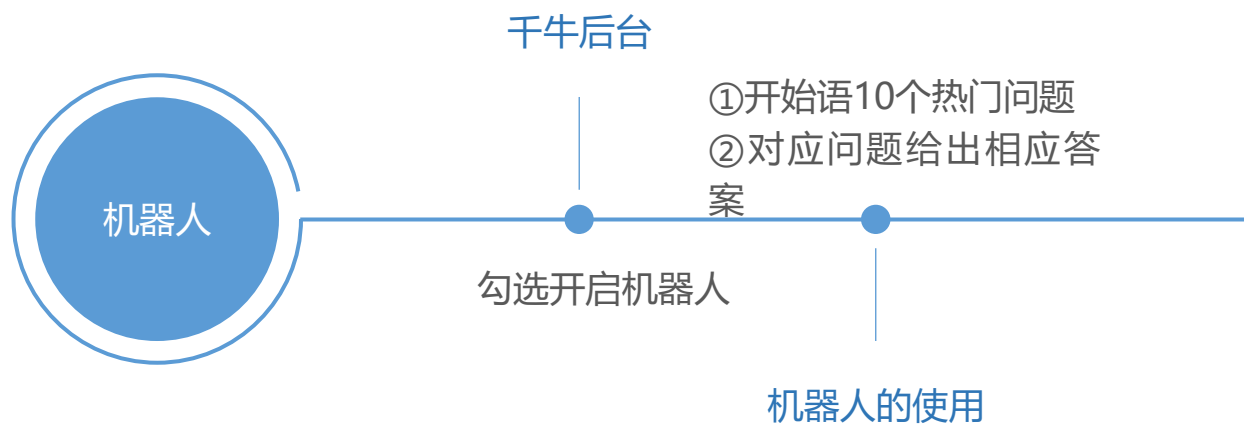 千牛后台
①开始语10个热门问题
②对应问题给出相应答
案
机器人
勾选开启机器人
机器人的使用